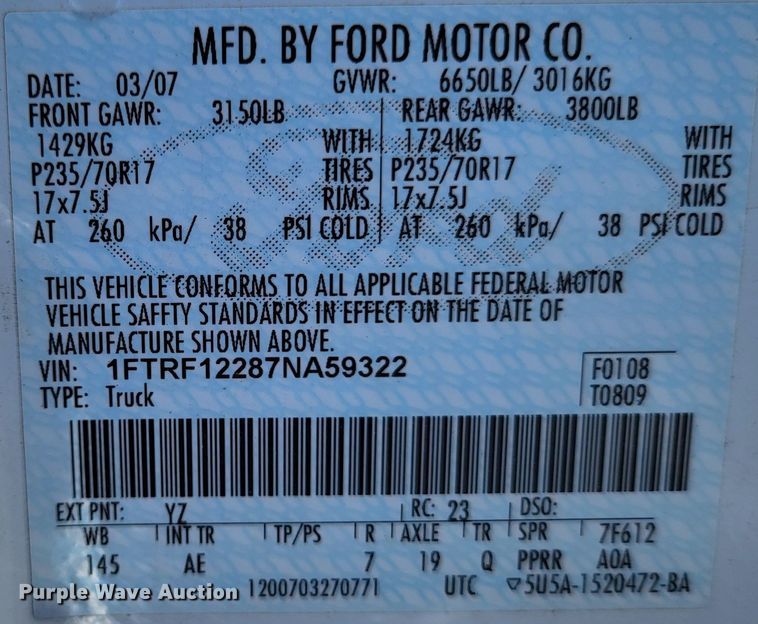 MFD. BY FORD MOTOR CO.
DATE: 03/07 GVWR: 6650LB/ 3016KG
FRONT GAWR: 3150LB REAR GAWR: 3800LB
1429KG WITH 1724KG WITH
P235/70R17 TIRES P235/70R17 TIRES
17x7.5J RIMS 17x7.5J RIMS
AT 260 kPa/ 38 PSI COLD AT 260 kPa/ 38 PSI COLD
THIS VEHICLE CONFORMS TO ALL APPLICABLE FEDERAL MOTOR
VEHICLE SAFFTY STANDARDS IN EFFECT ON THE DATE OF
MANUFACTURE SHOWN ABOVE.
VIN: 1FTRF12287NA59322 F0108
TYPE: Truck T0809
EXT PNT: YZ RC: 23 DSO:
WB INT TR TP/PS R AXLE TR SPR 7F612
145 AE 7 19 Q PPRR A0A
Purple Wave Auction 1200703270771 UTC ▽5U5A-1520472-BA